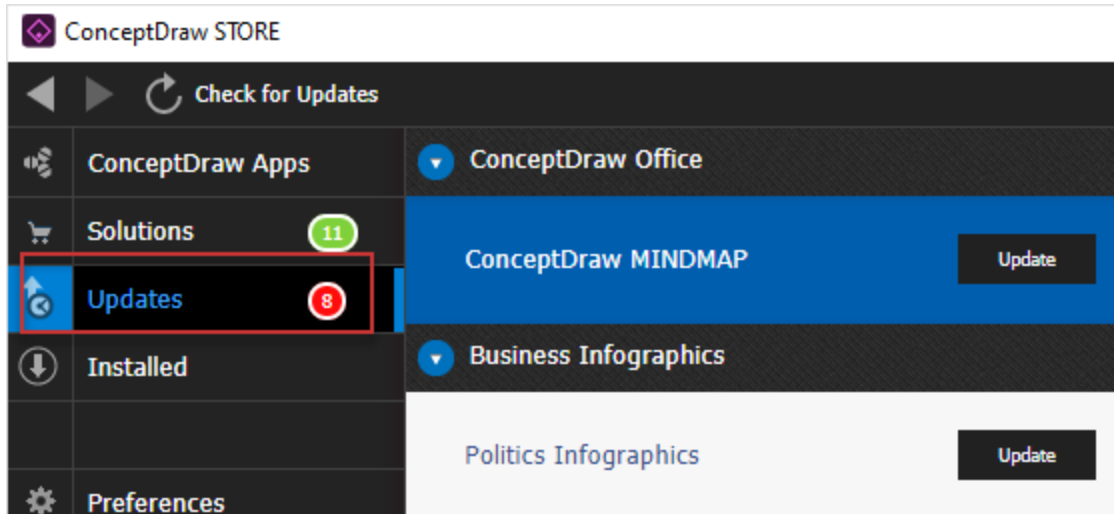 ConceptDraw STORE
Check for Updates
ConceptDraw Apps
Solutions 11
Updates 8
Installed
Preferences
ConceptDraw Office
ConceptDraw MINDMAP Update
Business Infographics
Politics Infographics Update